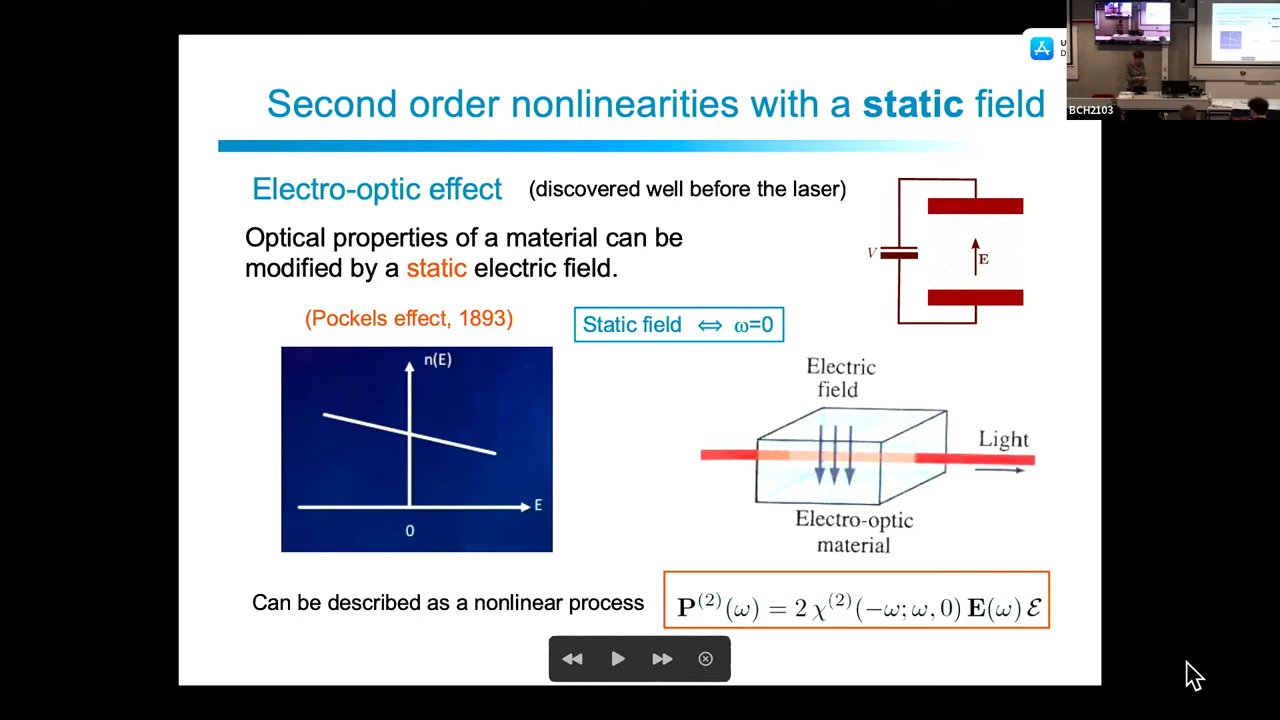 U
D
BCH2103
Second order nonlinearities with a static field
Electro-optic effect (discovered well before the laser)
Optical properties of a material can be
modified by a static electric field.
V
E
(Pockels effect, 1893)
Static field ⟺ ω=0
n(E)
E
0
Electric
field
Light
Electro-optic
material
Can be described as a nonlinear process
P⁽²⁾(ω) = 2 χ⁽²⁾(−ω; ω, 0) E(ω) ℰ